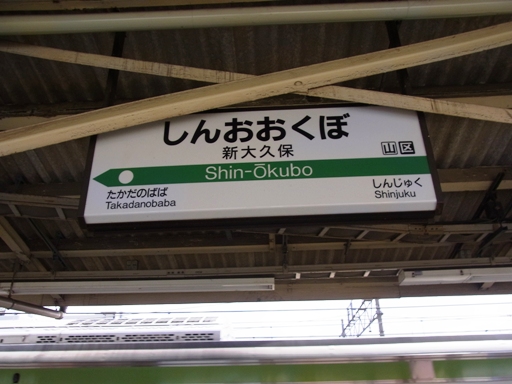 しんおおくぼ
新大久保
山区
Shin-Ōkubo
たかだのばば
Takadanobaba
しんじゅく
Shinjuku